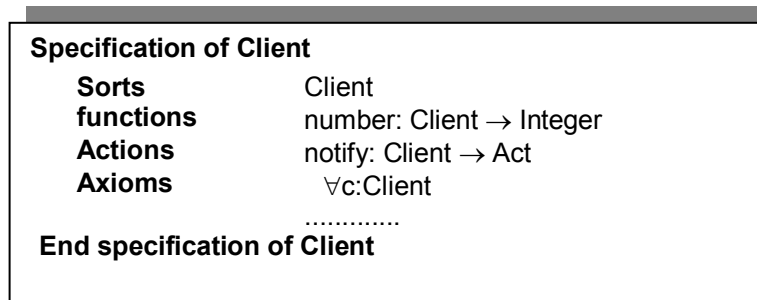 Specification of Client
Sorts Client
functions number: Client → Integer
Actions notify: Client → Act
Axioms ∀c:Client
.............
End specification of Client